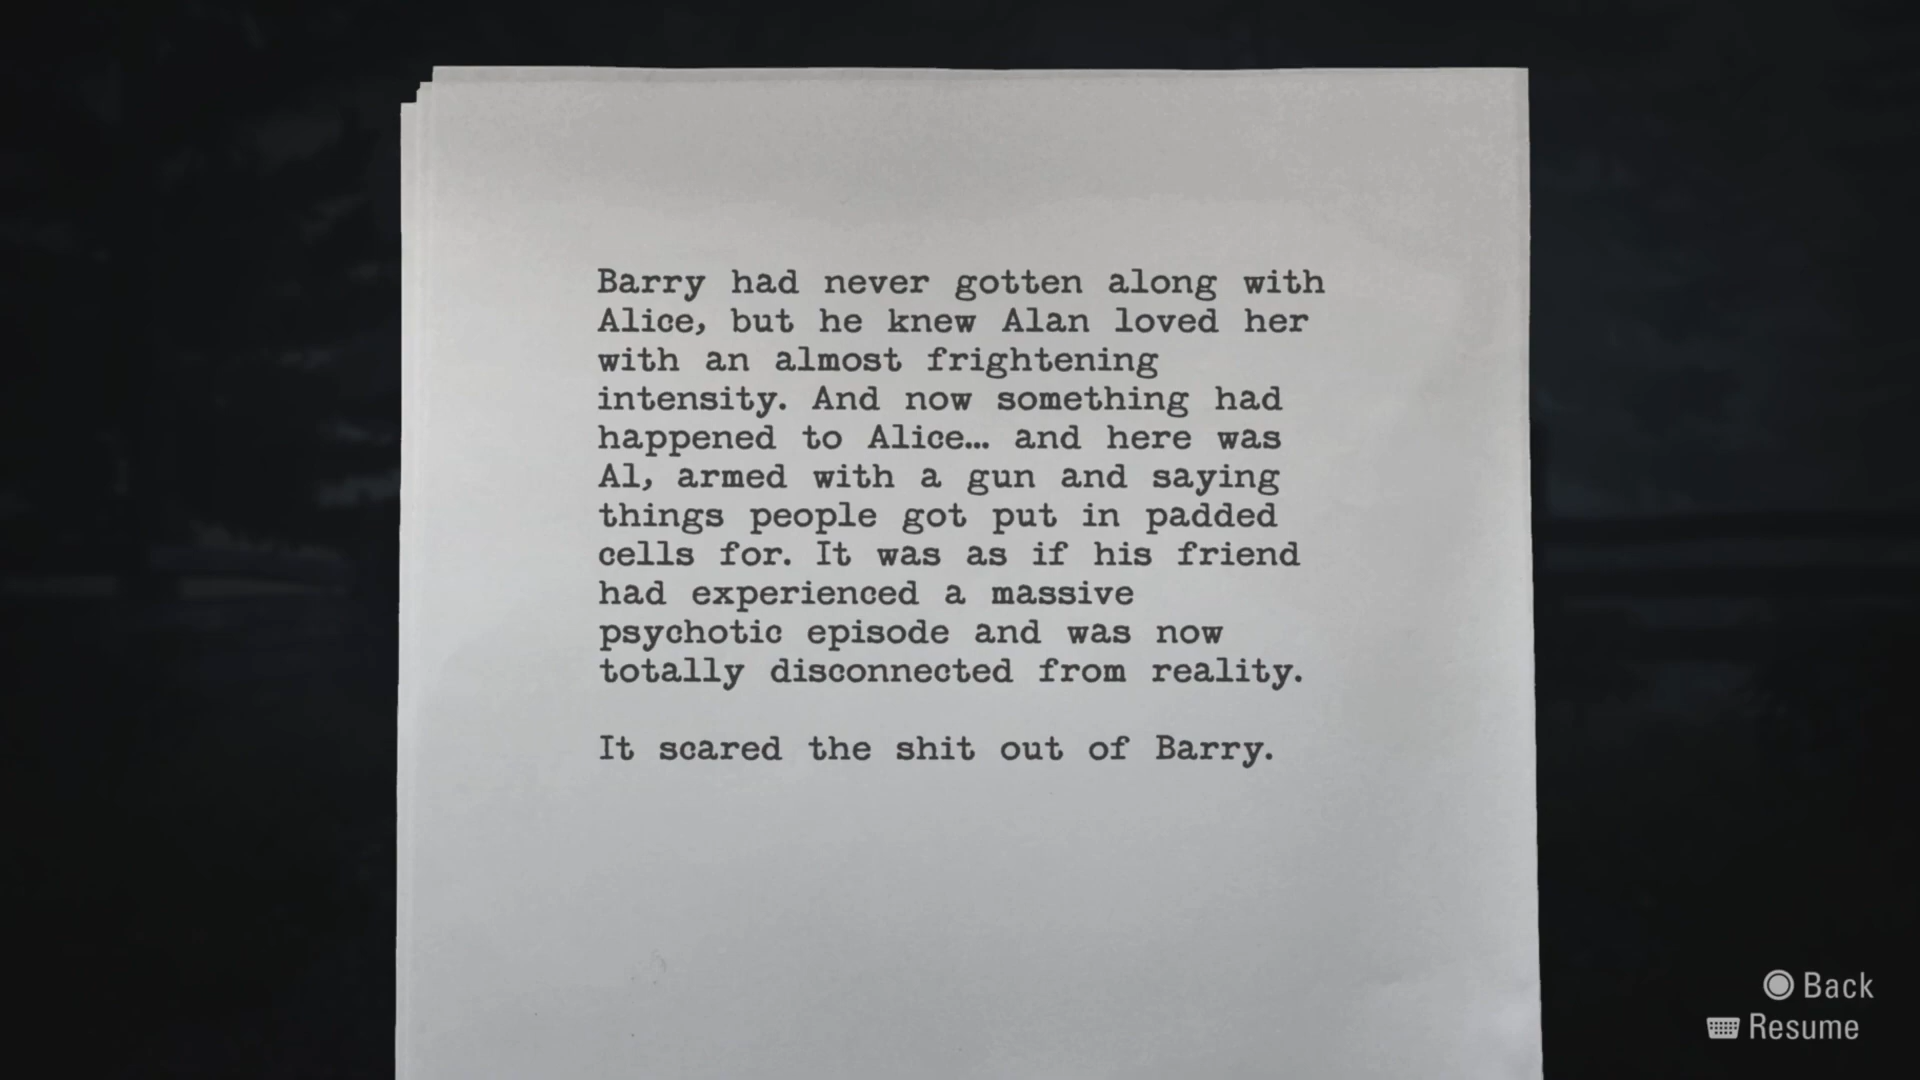 Barry had never gotten along with
Alice, but he knew Alan loved her
with an almost frightening
intensity. And now something had
happened to Alice… and here was
Al, armed with a gun and saying
things people got put in padded
cells for. It was as if his friend
had experienced a massive
psychotic episode and was now
totally disconnected from reality.
It scared the shit out of Barry.
Back
Resume